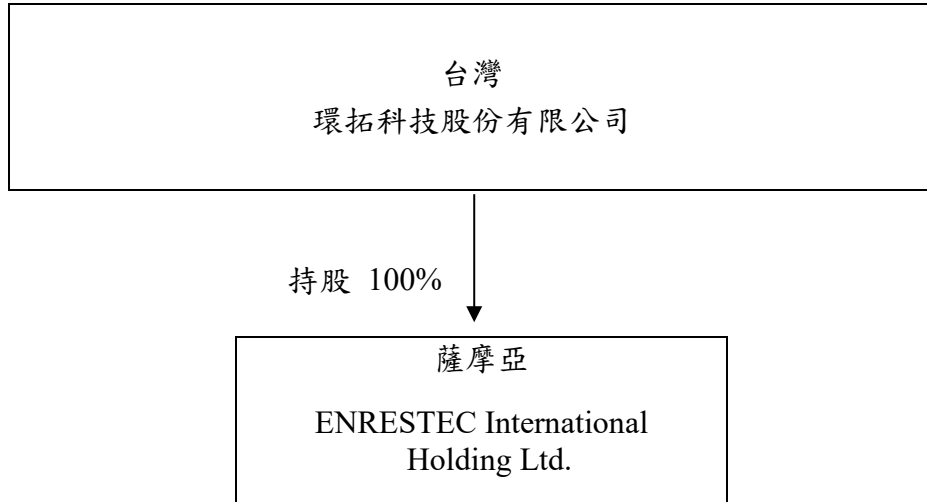 台灣
環拓科技股份有限公司
持股 100%
薩摩亞
ENRESTEC International
Holding Ltd.